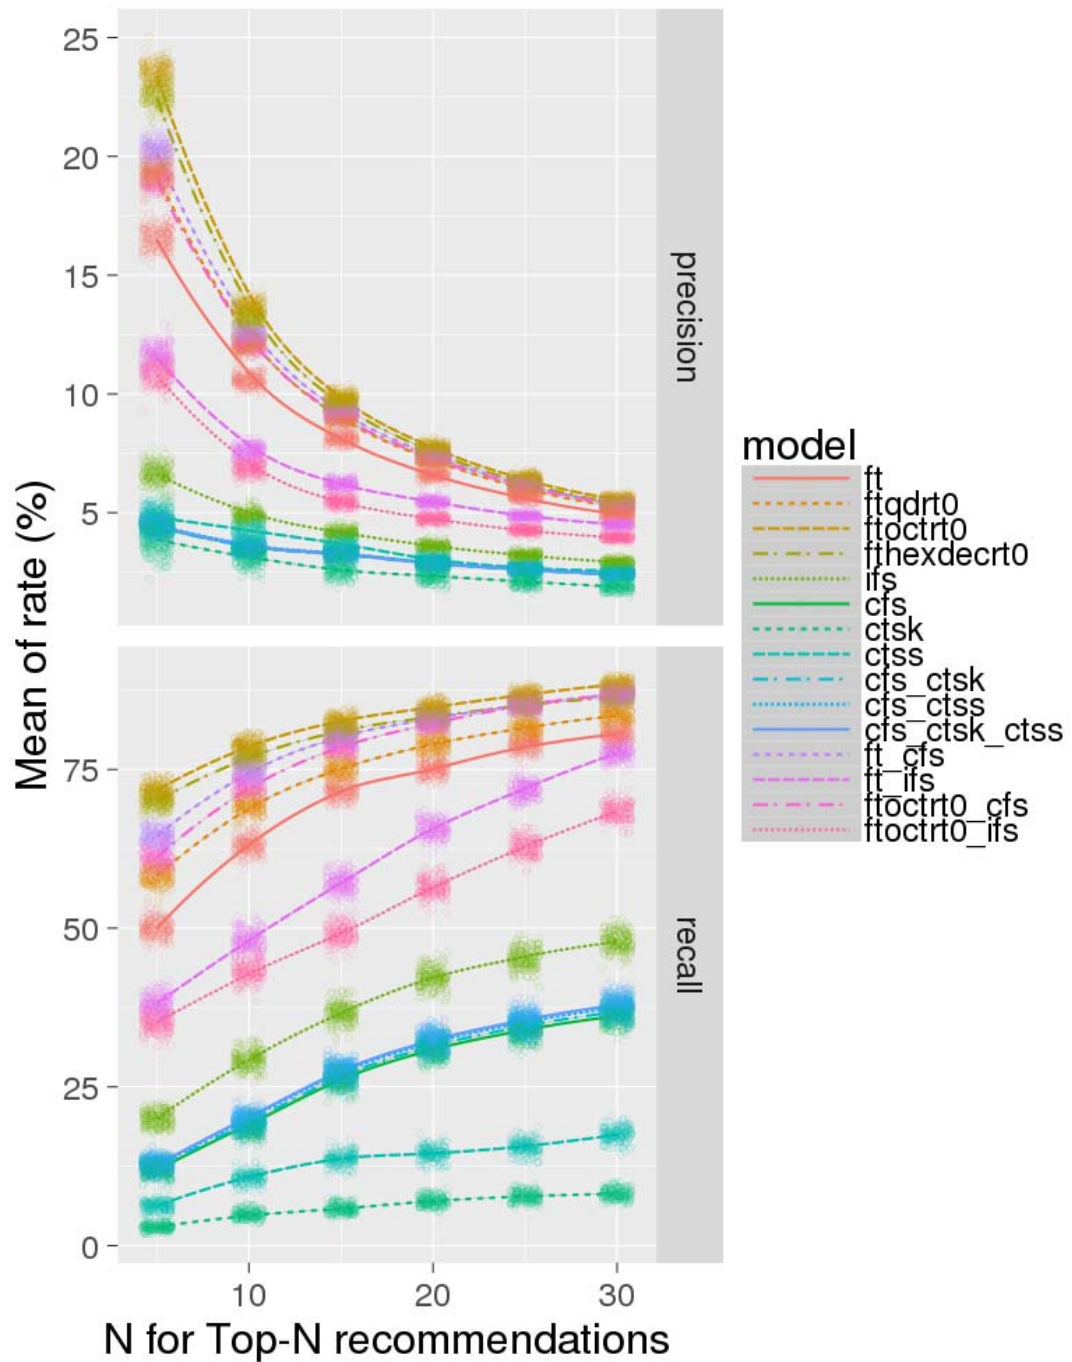 25
20
15
10
5
precision
75
50
25
0
recall
10 20 30
Mean of rate (%)
N for Top-N recommendations
model
ft
ftqdrt0
ftoctrt0
fthexdecrt0
ifs
cfs
ctsk
ctss
cfs_ctsk
cfs_ctss
cfs_ctsk_ctss
ft_cfs
ft_ifs
ftoctrt0_cfs
ftoctrt0_ifs